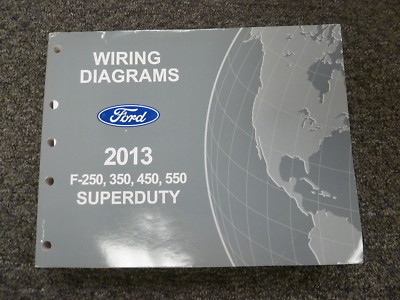 WIRING
DIAGRAMS
Ford
2013
F-250, 350, 450, 550
SUPERDUTY